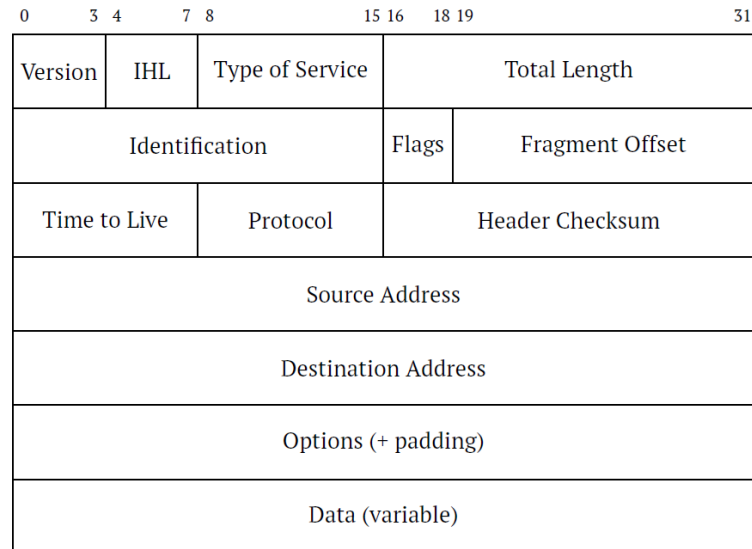 0 3 4 7 8 15 16 18 19 31
Version IHL Type of Service Total Length
Identification Flags Fragment Offset
Time to Live Protocol Header Checksum
Source Address
Destination Address
Options (+ padding)
Data (variable)